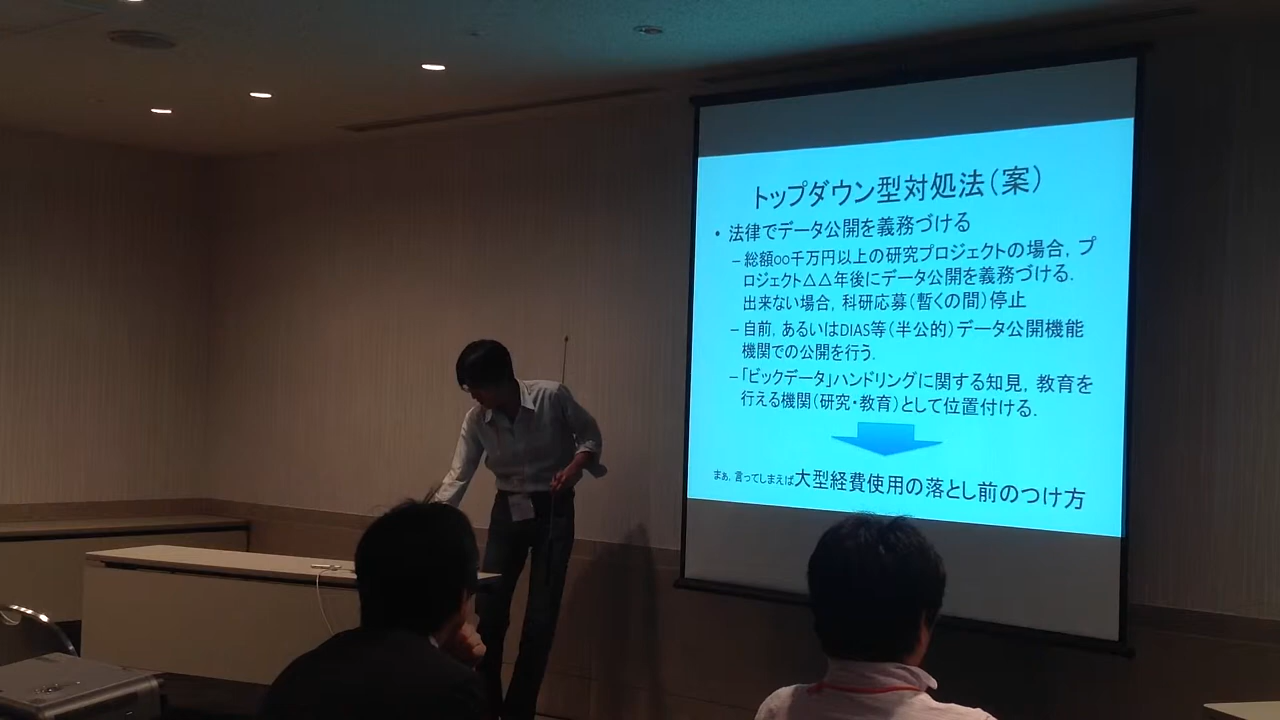 トップダウン型対処法(案)
• 法律でデータ公開を義務づける
– 総額○○千万円以上の研究プロジェクトの場合, プ
ロジェクト△△年後にデータ公開を義務づける.
出来ない場合, 科研応募(暫くの間)停止
– 自前, あるいはDIAS等(半公的)データ公開機能
機関での公開を行う.
– 「ビックデータ」ハンドリングに関する知見, 教育を
行える機関(研究・教育)として位置付ける.
まぁ, 言ってしまえば大型経費使用の落とし前のつけ方